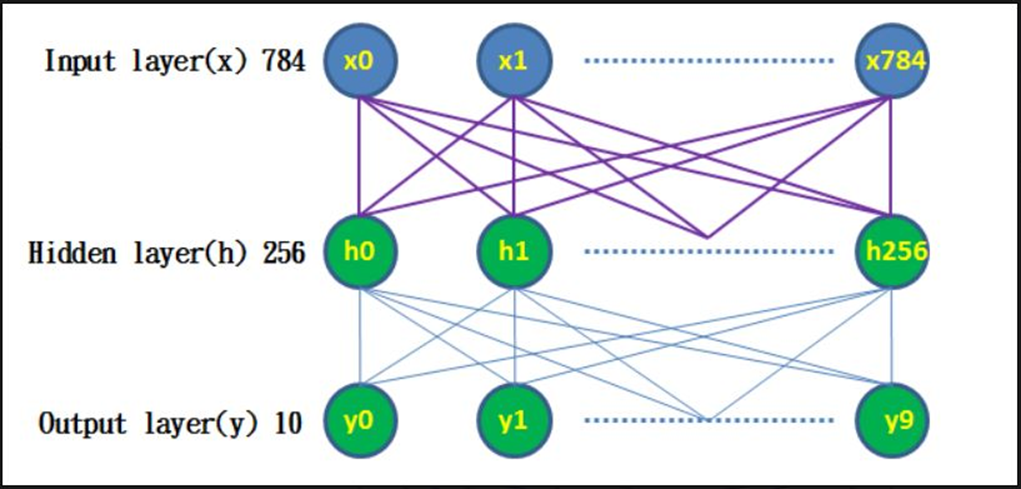 Input layer(x) 784 x0 x1 x784
Hidden layer(h) 256 h0 h1 h256
Output layer(y) 10 y0 y1 y9